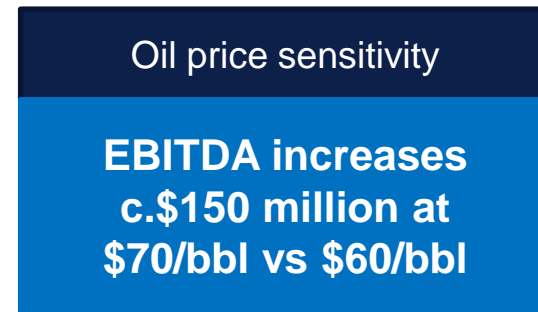 Oil price sensitivity
EBITDA increases
c.$150 million at
$70/bbl vs $60/bbl